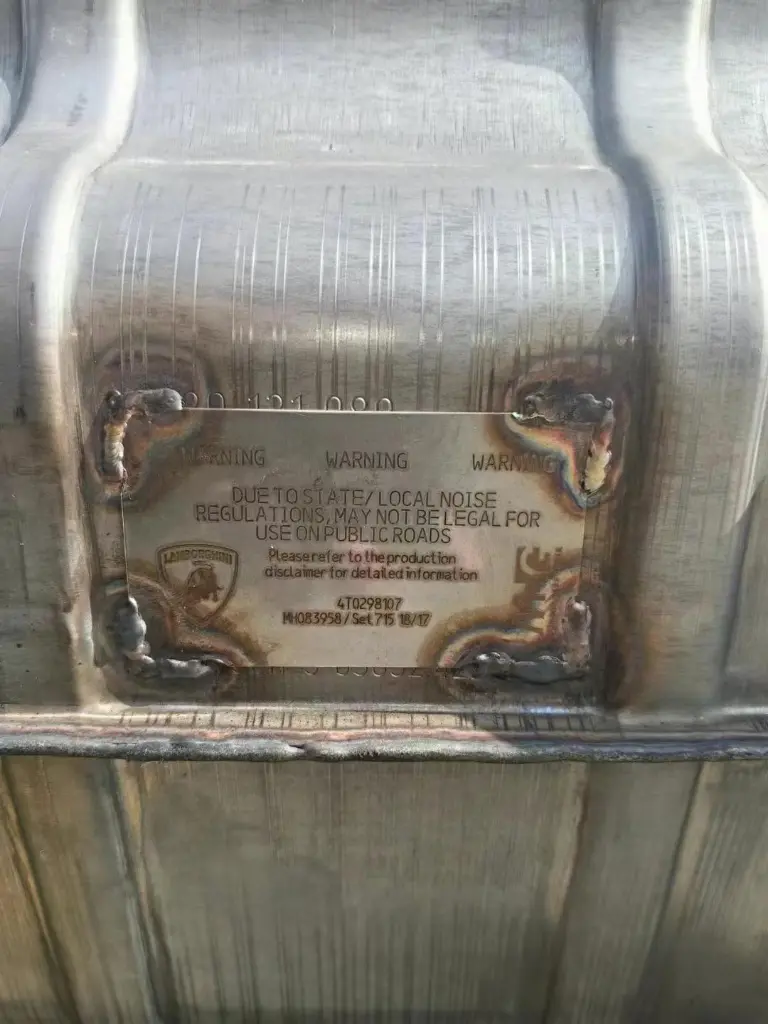 WARNING WARNING WARNING
DUE TO STATE/LOCAL NOISE
REGULATIONS, MAY NOT BE LEGAL FOR
USE ON PUBLIC ROADS
LAMBORGHINI
Please refer to the production
disclaimer for detailed information
4T0298107
MH083958/Set 715 18/17